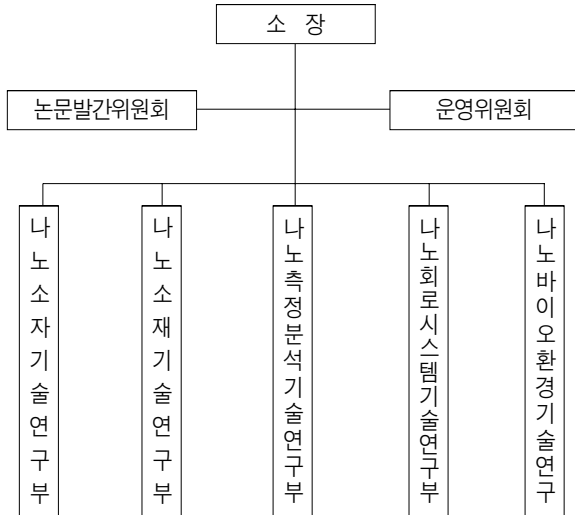 소 장
논문발간위원회
운영위원회
나노소자기술연구부
나노소재기술연구부
나노측정분석기술연구부
나노회로시스템기술연구부
나노바이오환경기술연구